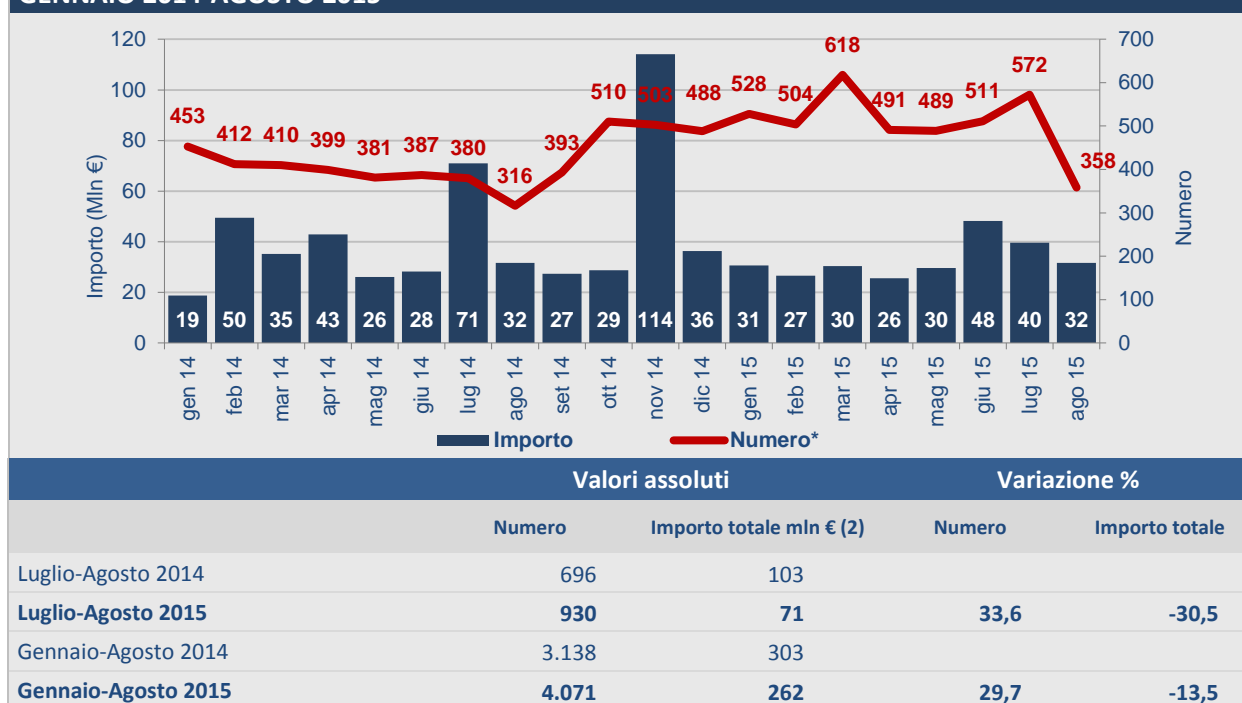 GENNAIO 2014-AGOSTO 2015
120
100
80
60
40
20
0
Importo (Mln €)
700
600
500
400
300
200
100
0
Numero
453
412
410
399
381
387
380
316
393
510
503
488
528
504
618
491
489
511
572
358
19
50
35
43
26
28
71
32
27
29
114
36
31
27
30
26
30
48
40
32
gen 14
feb 14
mar 14
apr 14
mag 14
giu 14
lug 14
ago 14
set 14
ott 14
nov 14
dic 14
gen 15
feb 15
mar 15
apr 15
mag 15
giu 15
lug 15
ago 15
Importo Numero*
Valori assoluti Variazione %
Numero Importo totale mln € (2) Numero Importo totale
Luglio-Agosto 2014 696 103
Luglio-Agosto 2015 930 71 33,6 -30,5
Gennaio-Agosto 2014 3.138 303
Gennaio-Agosto 2015 4.071 262 29,7 -13,5